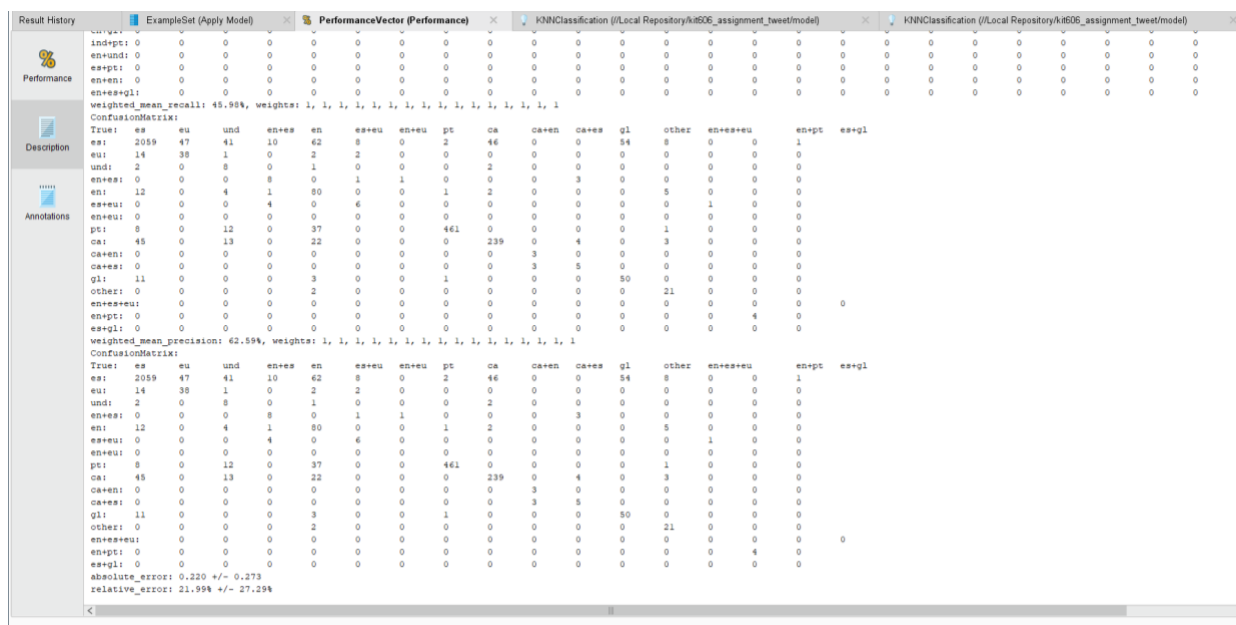 Result History ExampleSet (Apply Model) PerformanceVector (Performance) KNNClassification (//Local Repository/kit606_assignment_tweet/model) KNNClassification (//Local Repository/kit606_assignment_tweet/model)
%
Performance
Description
Annotations
ind+pt: 0 0 0 0 0 0 0 0 0 0 0 0 0 0 0 0 0 0 0 0 0 0 0 0 0
en+und: 0 0 0 0 0 0 0 0 0 0 0 0 0 0 0 0 0 0 0 0 0 0 0 0 0
es+pt: 0 0 0 0 0 0 0 0 0 0 0 0 0 0 0 0 0 0 0 0 0 0 0 0 0
en+en: 0 0 0 0 0 0 0 0 0 0 0 0 0 0 0 0 0 0 0 0 0 0 0 0 0
en+es+gl: 0 0 0 0 0 0 0 0 0 0 0 0 0 0 0 0 0 0 0 0 0 0 0 0
weighted_mean_recall: 45.98%, weights: 1, 1, 1, 1, 1, 1, 1, 1, 1, 1, 1, 1, 1, 1, 1, 1
ConfusionMatrix:
True: es eu und en+es en es+eu en+eu pt ca ca+en ca+es gl other en+es+eu en+pt es+gl
es: 2059 47 41 10 62 8 0 2 46 0 0 54 8 0 0 1
eu: 14 38 1 0 2 2 0 0 0 0 0 0 0 0 0 0
und: 2 0 8 0 1 0 0 0 2 0 0 0 0 0 0 0
en+es: 0 0 0 8 0 1 1 0 0 0 3 0 0 0 0 0
en: 12 0 4 1 80 0 0 1 2 0 0 0 5 0 0 0
es+eu: 0 0 0 4 0 6 0 0 0 0 0 0 0 1 0 0
en+eu: 0 0 0 0 0 0 0 0 0 0 0 0 0 0 0 0
pt: 8 0 12 0 37 0 0 461 0 0 0 0 1 0 0 0
ca: 45 0 13 0 22 0 0 0 239 0 4 0 3 0 0 0
ca+en: 0 0 0 0 0 0 0 0 0 3 0 0 0 0 0 0
ca+es: 0 0 0 0 0 0 0 0 0 3 5 0 0 0 0 0
gl: 11 0 0 0 3 0 0 1 0 0 0 50 0 0 0 0
other: 0 0 0 0 2 0 0 0 0 0 0 0 21 0 0 0
en+es+eu: 0 0 0 0 0 0 0 0 0 0 0 0 0 0 0 0
en+pt: 0 0 0 0 0 0 0 0 0 0 0 0 0 0 4 0
es+gl: 0 0 0 0 0 0 0 0 0 0 0 0 0 0 0 0
weighted_mean_precision: 62.59%, weights: 1, 1, 1, 1, 1, 1, 1, 1, 1, 1, 1, 1, 1, 1, 1, 1
ConfusionMatrix:
True: es eu und en+es en es+eu en+eu pt ca ca+en ca+es gl other en+es+eu en+pt es+gl
es: 2059 47 41 10 62 8 0 2 46 0 0 54 8 0 0 1
eu: 14 38 1 0 2 2 0 0 0 0 0 0 0 0 0 0
und: 2 0 8 0 1 0 0 0 2 0 0 0 0 0 0 0
en+es: 0 0 0 8 0 1 1 0 0 0 3 0 0 0 0 0
en: 12 0 4 1 80 0 0 1 2 0 0 0 5 0 0 0
es+eu: 0 0 0 4 0 6 0 0 0 0 0 0 0 1 0 0
en+eu: 0 0 0 0 0 0 0 0 0 0 0 0 0 0 0 0
pt: 8 0 12 0 37 0 0 461 0 0 0 0 1 0 0 0
ca: 45 0 13 0 22 0 0 0 239 0 4 0 3 0 0 0
ca+en: 0 0 0 0 0 0 0 0 0 3 0 0 0 0 0 0
ca+es: 0 0 0 0 0 0 0 0 0 3 5 0 0 0 0 0
gl: 11 0 0 0 3 0 0 1 0 0 0 50 0 0 0 0
other: 0 0 0 0 2 0 0 0 0 0 0 0 21 0 0 0
en+es+eu: 0 0 0 0 0 0 0 0 0 0 0 0 0 0 0 0
en+pt: 0 0 0 0 0 0 0 0 0 0 0 0 0 0 4 0
es+gl: 0 0 0 0 0 0 0 0 0 0 0 0 0 0 0 0
absolute_error: 0.220 +/- 0.273
relative_error: 21.99% +/- 27.29%